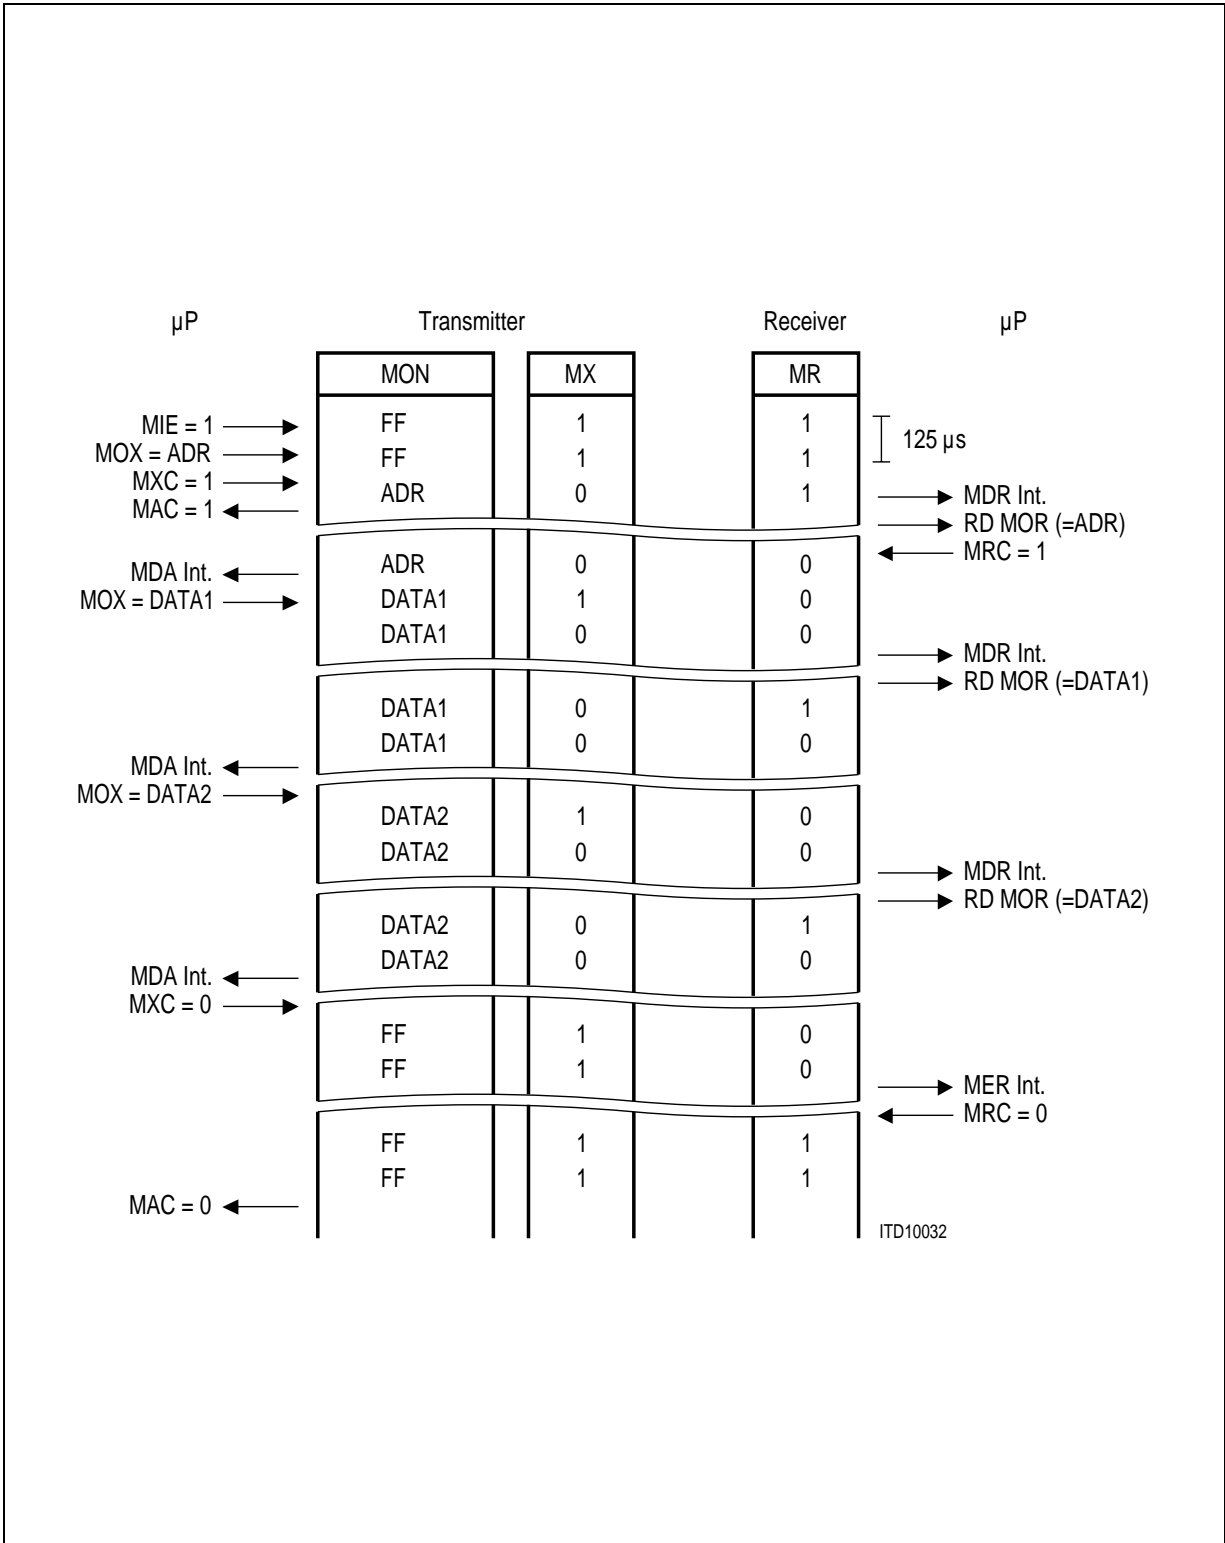 µP Transmitter Receiver µP
MON MX MR
MIE = 1 FF 1 1
125 µs
MOX = ADR FF 1 1
MXC = 1 ADR 0 1 MDR Int.
MAC = 1 RD MOR (=ADR)
MRC = 1
MDA Int. ADR 0 0
MOX = DATA1 DATA1 1 0
DATA1 0 0
MDR Int.
RD MOR (=DATA1)
DATA1 0 1
DATA1 0 0
MDA Int.
MOX = DATA2
DATA2 1 0
DATA2 0 0
MDR Int.
RD MOR (=DATA2)
DATA2 0 1
DATA2 0 0
MDA Int.
MXC = 0
FF 1 0
FF 1 0
MER Int.
MRC = 0
FF 1 1
FF 1 1
MAC = 0
ITD10032